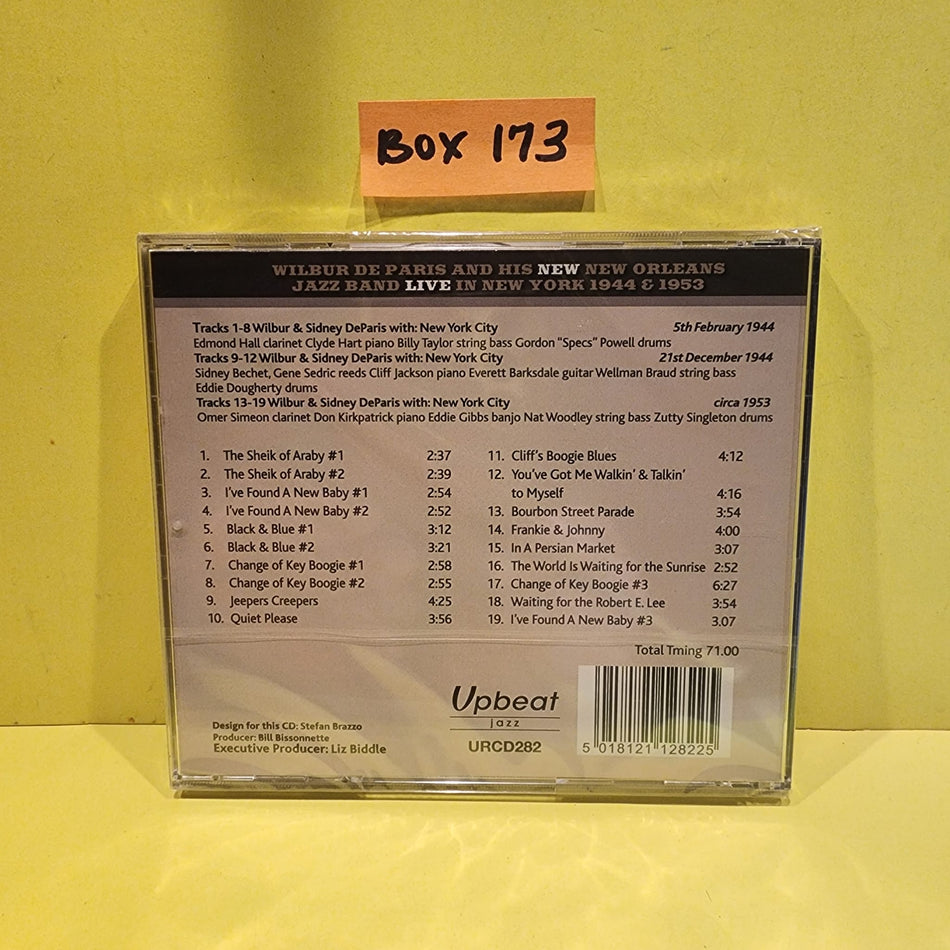 BOX 173
WILBUR DE PARIS AND HIS NEW NEW ORLEANS
JAZZ BAND LIVE IN NEW YORK 1944 & 1953
Tracks 1-8 Wilbur & Sidney DeParis with: New York City 5th February 1944
Edmond Hall clarinet Clyde Hart piano Billy Taylor string bass Gordon "Specs" Powell drums
Tracks 9-12 Wilbur & Sidney DeParis with: New York City 21st December 1944
Sidney Bechet, Gene Sedric reeds Cliff Jackson piano Everett Barksdale guitar Wellman Braud string bass
Eddie Dougherty drums
Tracks 13-19 Wilbur & Sidney DeParis with: New York City circa 1953
Omer Simeon clarinet Don Kirkpatrick piano Eddie Gibbs banjo Nat Woodley string bass Zutty Singleton drums
1. The Sheik of Araby #1 2:37
2. The Sheik of Araby #2 2:39
3. I've Found A New Baby #1 2:54
4. I've Found A New Baby #2 2:52
5. Black & Blue #1 3:12
6. Black & Blue #2 3:21
7. Change of Key Boogie #1 2:58
8. Change of Key Boogie #2 2:55
9. Jeepers Creepers 4:25
10. Quiet Please 3:56
11. Cliff's Boogie Blues 4:12
12. You've Got Me Walkin' & Talkin'
to Myself 4:16
13. Bourbon Street Parade 3:54
14. Frankie & Johnny 4:00
15. In A Persian Market 3:07
16. The World Is Waiting for the Sunrise 2:52
17. Change of Key Boogie #3 6:27
18. Waiting for the Robert E. Lee 3:54
19. I've Found A New Baby #3 3.07
Total Tming 71.00
Upbeat
jazz
URCD282
5 018121 128225
Design for this CD: Stefan Brazzo
Producer: Bill Bissonnette
Executive Producer: Liz Biddle